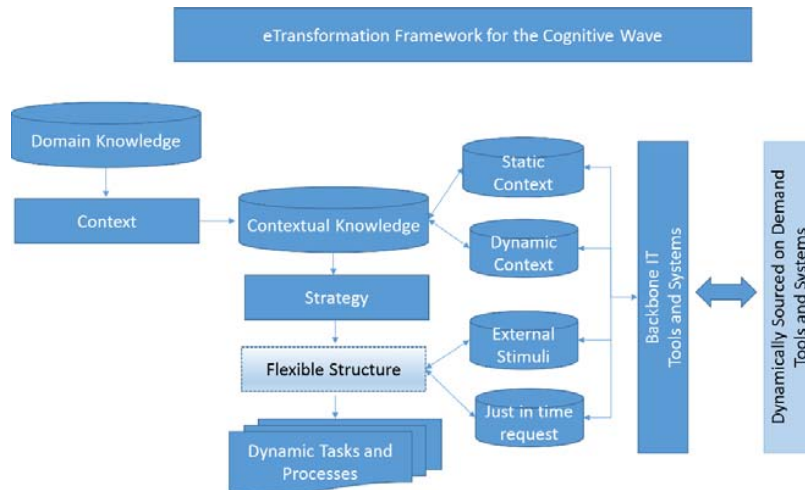 eTransformation Framework for the Cognitive Wave
Domain Knowledge
Context
Contextual Knowledge
Strategy
Flexible Structure
Dynamic Tasks and
Processes
Static
Context
Dynamic
Context
External
Stimuli
Just in time
request
Backbone IT
Tools and Systems
Dynamically Sourced on Demand
Tools and Systems